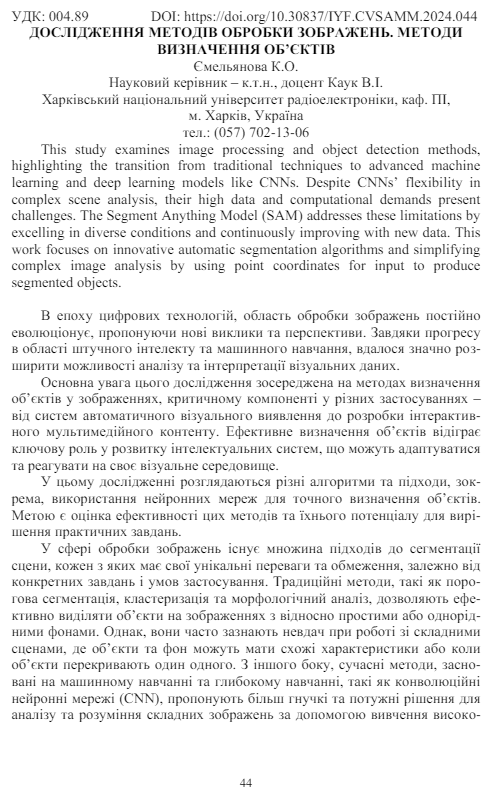 УДК: 004.89 DOI: https://doi.org/10.30837/IYF.CVSAMM.2024.044
ДОСЛІДЖЕННЯ МЕТОДІВ ОБРОБКИ ЗОБРАЖЕНЬ. МЕТОДИ
ВИЗНАЧЕННЯ ОБ’ЄКТІВ
Ємельянова К.О.
Науковий керівник – к.т.н., доцент Каук В.І.
Харківський національний університет радіоелектроніки, каф. ПІ,
м. Харків, Україна
тел.: (057) 702-13-06
This study examines image processing and object detection methods,
highlighting the transition from traditional techniques to advanced machine
learning and deep learning models like CNNs. Despite CNNs’ flexibility in
complex scene analysis, their high data and computational demands present
challenges. The Segment Anything Model (SAM) addresses these limitations by
excelling in diverse conditions and continuously improving with new data. This
work focuses on innovative automatic segmentation algorithms and simplifying
complex image analysis by using point coordinates for input to produce
segmented objects.
В епоху цифрових технологій, область обробки зображень постійно
еволюціонує, пропонуючи нові виклики та перспективи. Завдяки прогресу
в області штучного інтелекту та машинного навчання, вдалося значно роз-
ширити можливості аналізу та інтерпретації візуальних даних.
Основна увага цього дослідження зосереджена на методах визначення
об’єктів у зображеннях, критичному компоненті у різних застосуваннях –
від систем автоматичного візуального виявлення до розробки інтерактив-
ного мультимедійного контенту. Ефективне визначення об’єктів відіграє
ключову роль у розвитку інтелектуальних систем, що можуть адаптуватися
та реагувати на своє візуальне середовище.
У цьому дослідженні розглядаються різні алгоритми та підходи, зок-
рема, використання нейронних мереж для точного визначення об’єктів.
Метою є оцінка ефективності цих методів та їхнього потенціалу для вирі-
шення практичних завдань.
У сфері обробки зображень існує множина підходів до сегментації
сцени, кожен з яких має свої унікальні переваги та обмеження, залежно від
конкретних завдань і умов застосування. Традиційні методи, такі як поро-
гова сегментація, кластеризація та морфологічний аналіз, дозволяють ефе-
ктивно виділяти об’єкти на зображеннях з відносно простими або однорід-
ними фонами. Однак, вони часто зазнають невдач при роботі зі складними
сценами, де об’єкти та фон можуть мати схожі характеристики або коли
об’єкти перекривають один одного. З іншого боку, сучасні методи, засно-
вані на машинному навчанні та глибокому навчанні, такі як конволюційні
нейронні мережі (CNN), пропонують більш гнучкі та потужні рішення для
аналізу та розуміння складних зображень за допомогою вивчення високо-
44